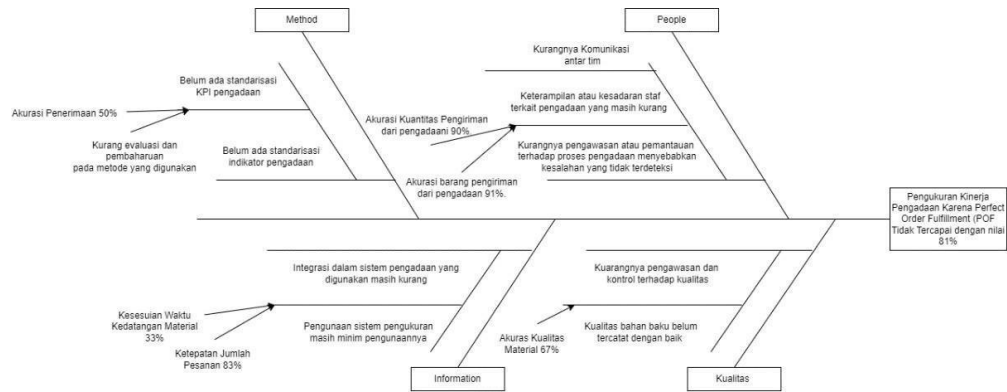 Method
People
Kurangnya Komunikasi
antar tim
Belum ada standarisasi
KPI pengadaan
Keterampilan atau kesadaran staf
terkait pengadaan yang masih kurang
Akurasi Penerimaan 50%
Akurasi Kuantitas Pengiriman
dari pengadaani 90%.
Kurang evaluasi dan
pembaharuan
pada metode yang digunakan
Belum ada standarisasi
indikator pengadaan
Kurangnya pengawasan atau pemantauan
terhadap proses pengadaan menyebabkan
kesalahan yang tidak terdeteksi
Akurasi barang pengiriman
dari pengadaan 91%.
Pengukuran Kinerja
Pengadaan Karena Perfect
Order Fulfillment (POF
Tidak Tercapai dengan nilai
81%
Integrasi dalam sistem pengadaan yang
digunakan masih kurang
Kuarangnya pengawasan dan
kontrol terhadap kualitas
Kesesuian Waktu
Kedatangan Material
33%
Pengunaan sistem pengukuran
masih minim pengunaannya
Akuras Kualitas
Material 67%
Kualitas bahan baku belum
tercatat dengan baik
Ketepatan Jumlah
Pesanan 83%
Information
Kualitas